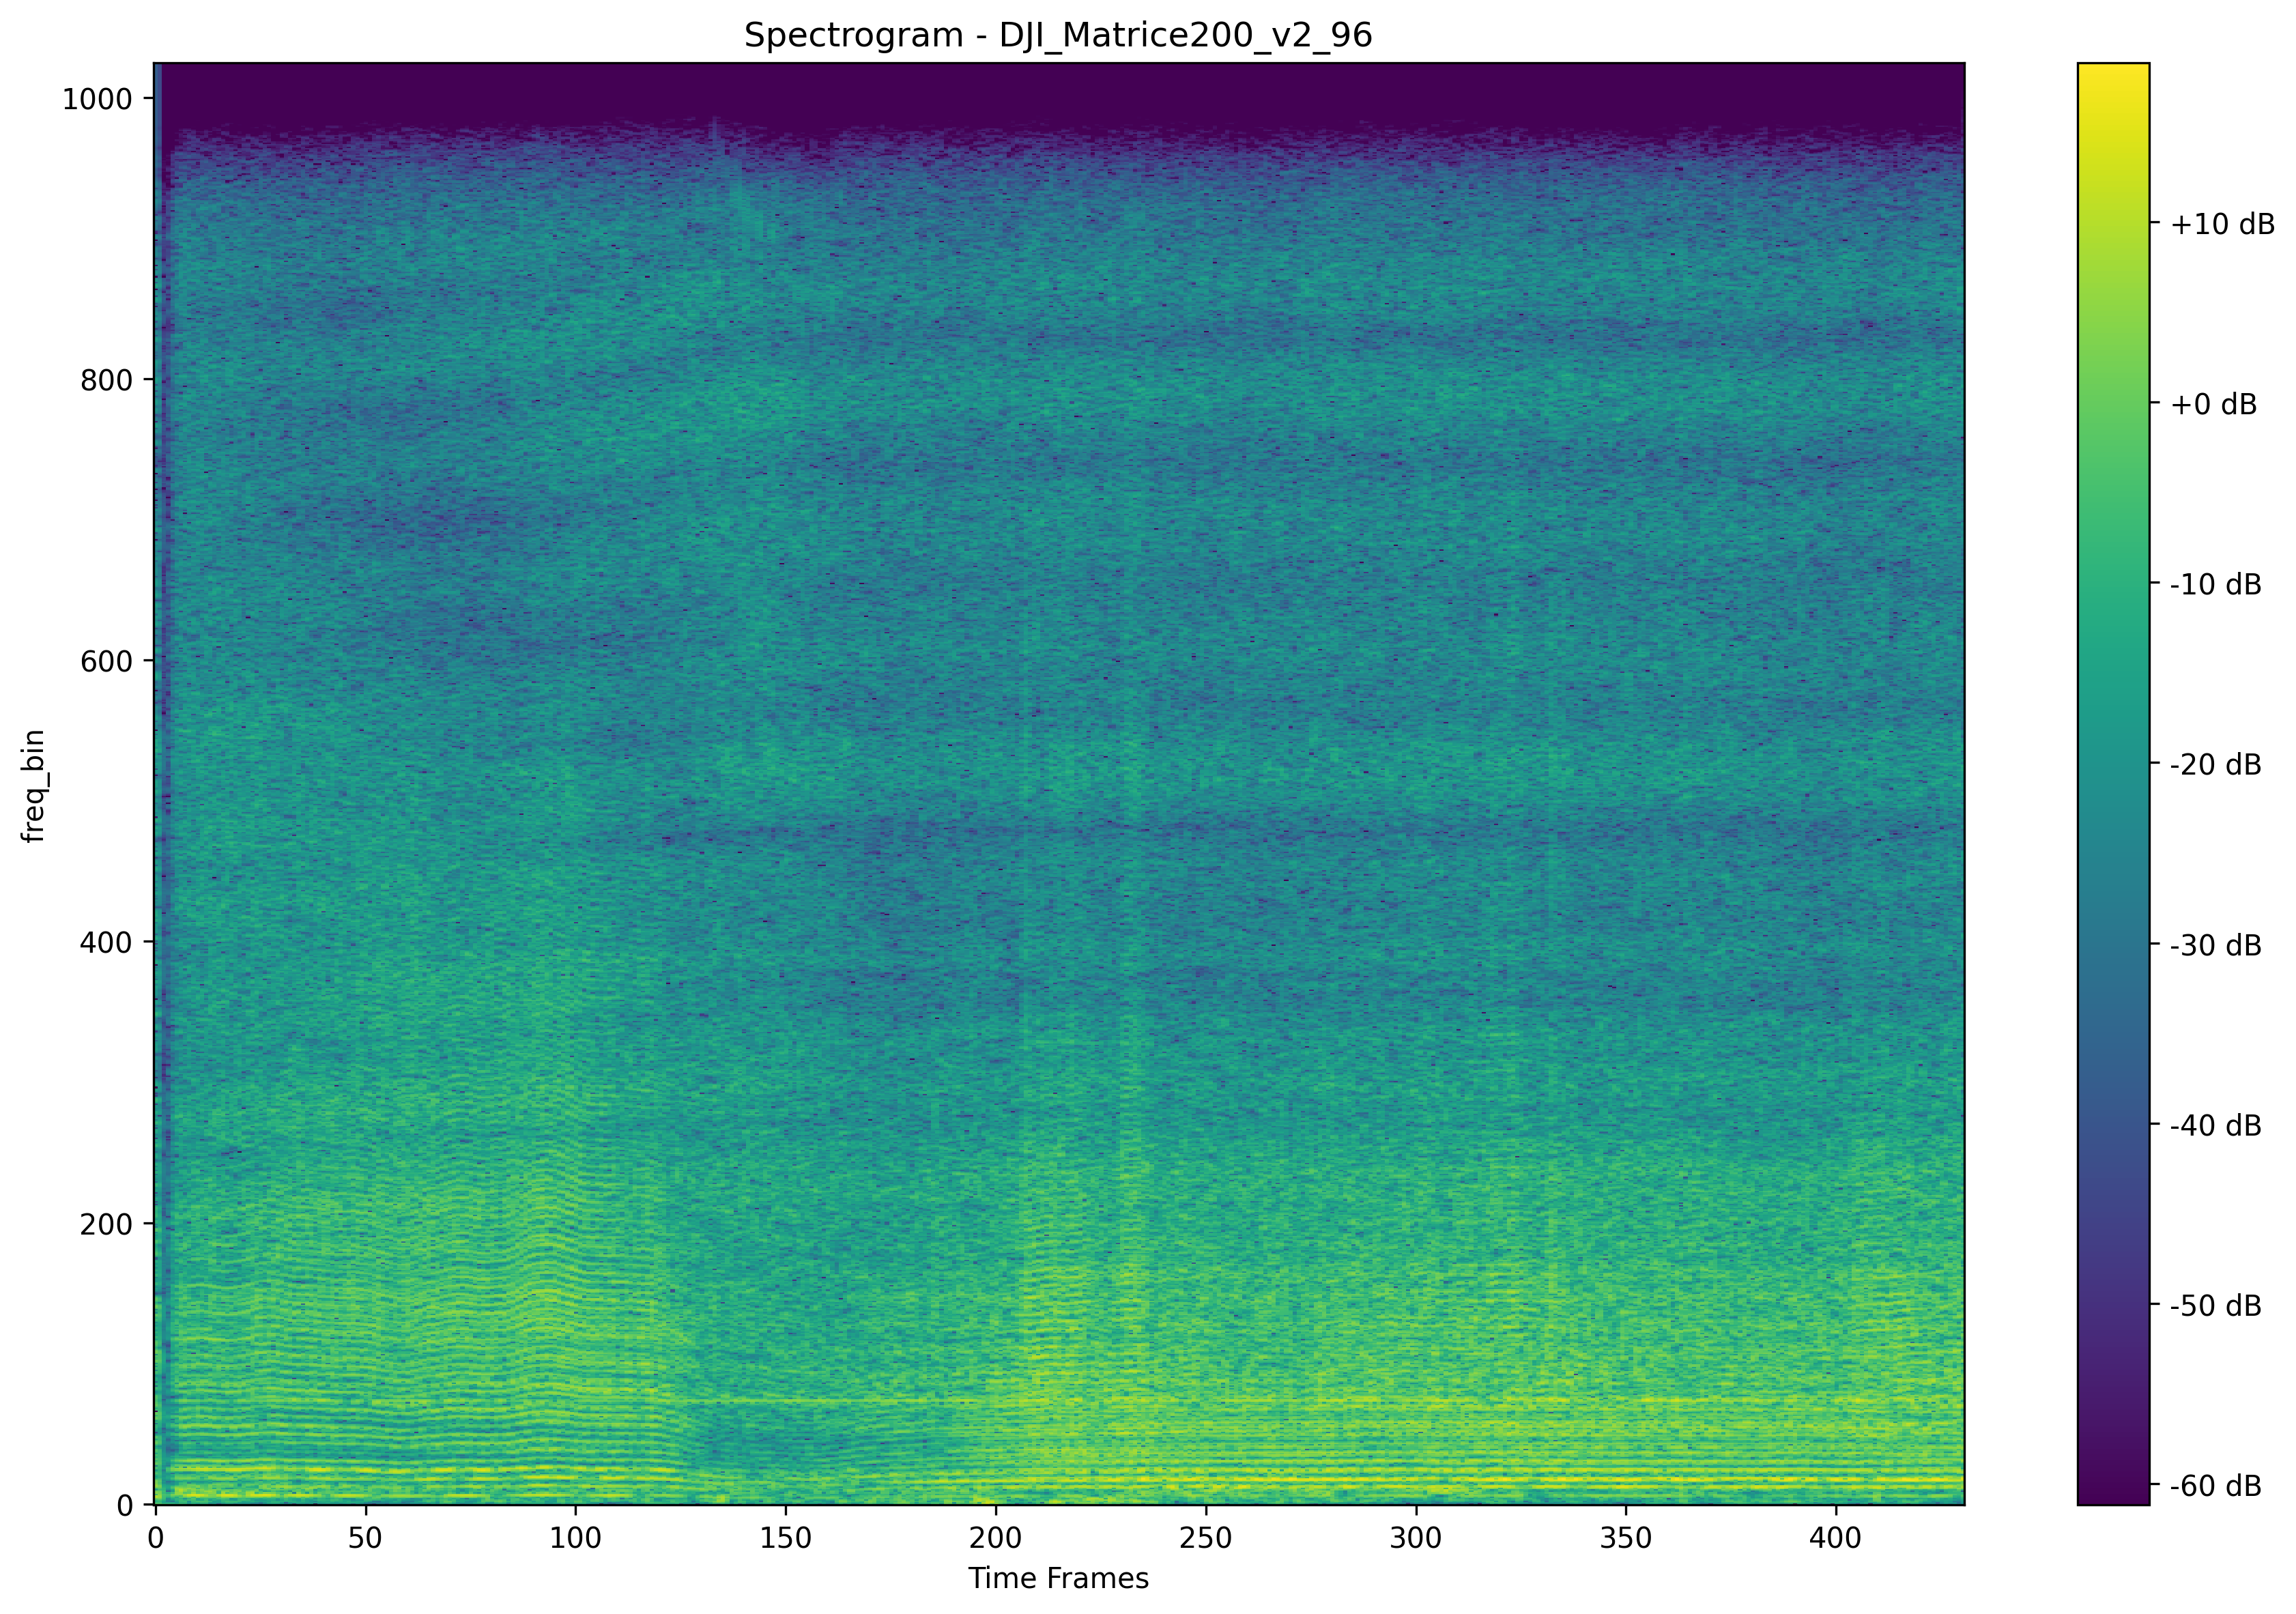 Spectrogram - DJI_Matrice200_v2_96
1000
800
600
400
200
0
freq_bin
0 50 100 150 200 250 300 350 400
Time Frames
+10 dB
+0 dB
-10 dB
-20 dB
-30 dB
-40 dB
-50 dB
-60 dB